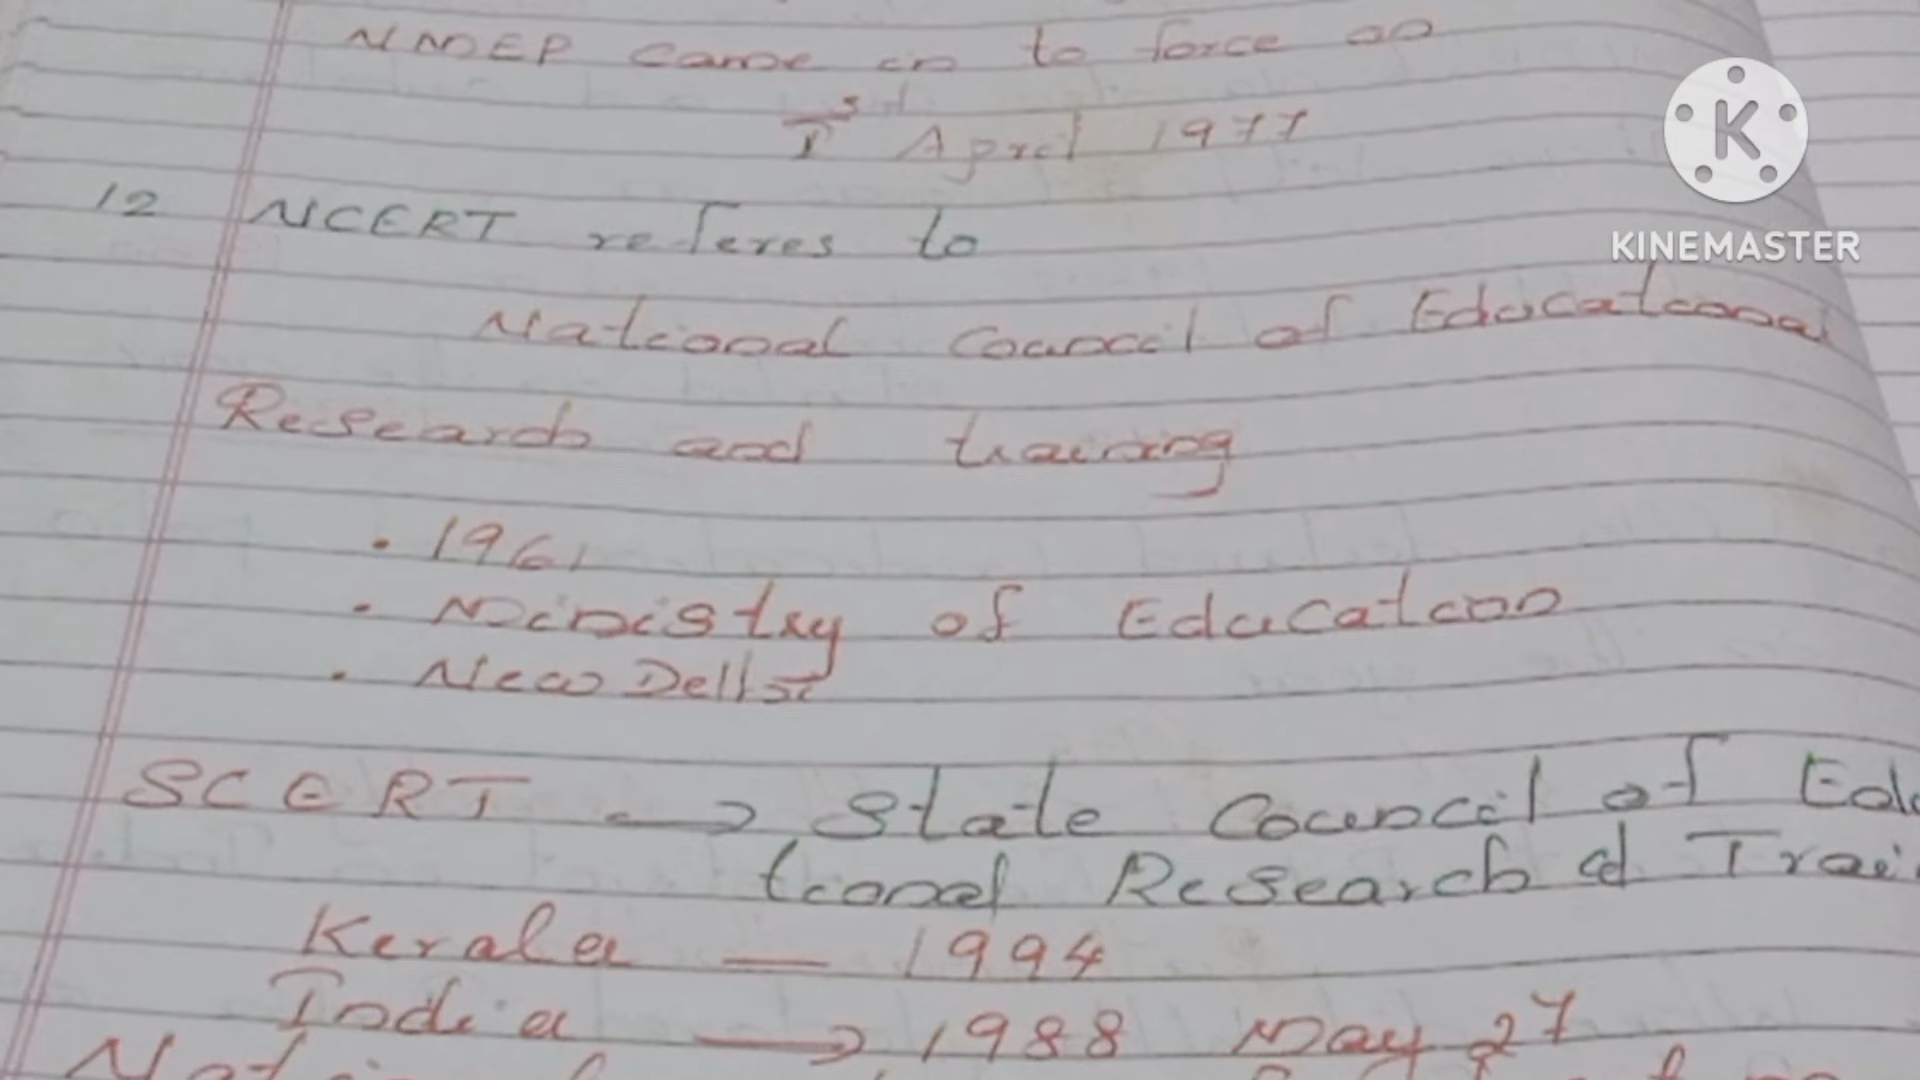 NMEP came in to force on
1st April 1977
12 NCERT referes to
National Council of Educational
Research and training
• 1961
• Ministry of Education
• New Delhi
SCERT → State Council of Edu
tional Research d Trai
Kerala — 1994
India → 1988 May 27
KINEMASTER